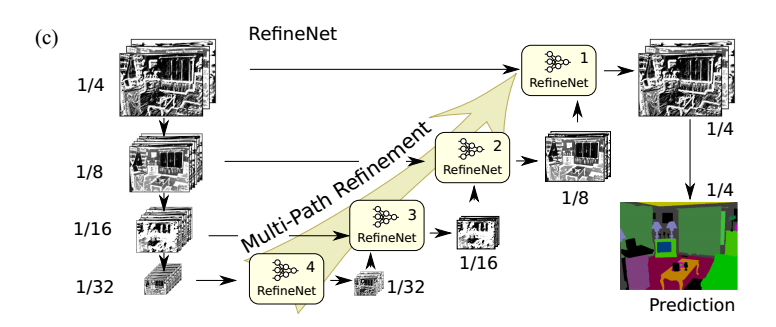 (c)
RefineNet
1
RefineNet
1/4
1/4
2
RefineNet
1/8
1/8
1/4
Multi-Path Refinement
3
RefineNet
1/16
1/16
4
RefineNet
1/32
1/32
Prediction